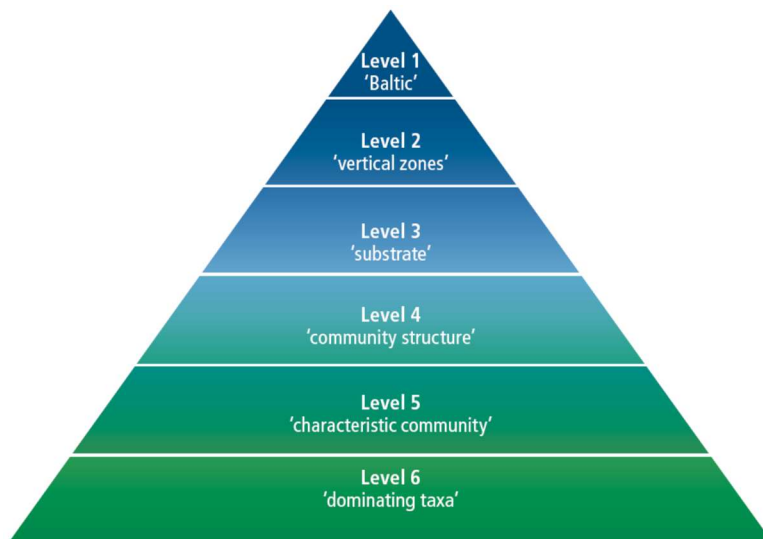 Level 1
‘Baltic’
Level 2
‘vertical zones’
Level 3
‘substrate’
Level 4
‘community structure’
Level 5
‘characteristic community’
Level 6
‘dominating taxa’